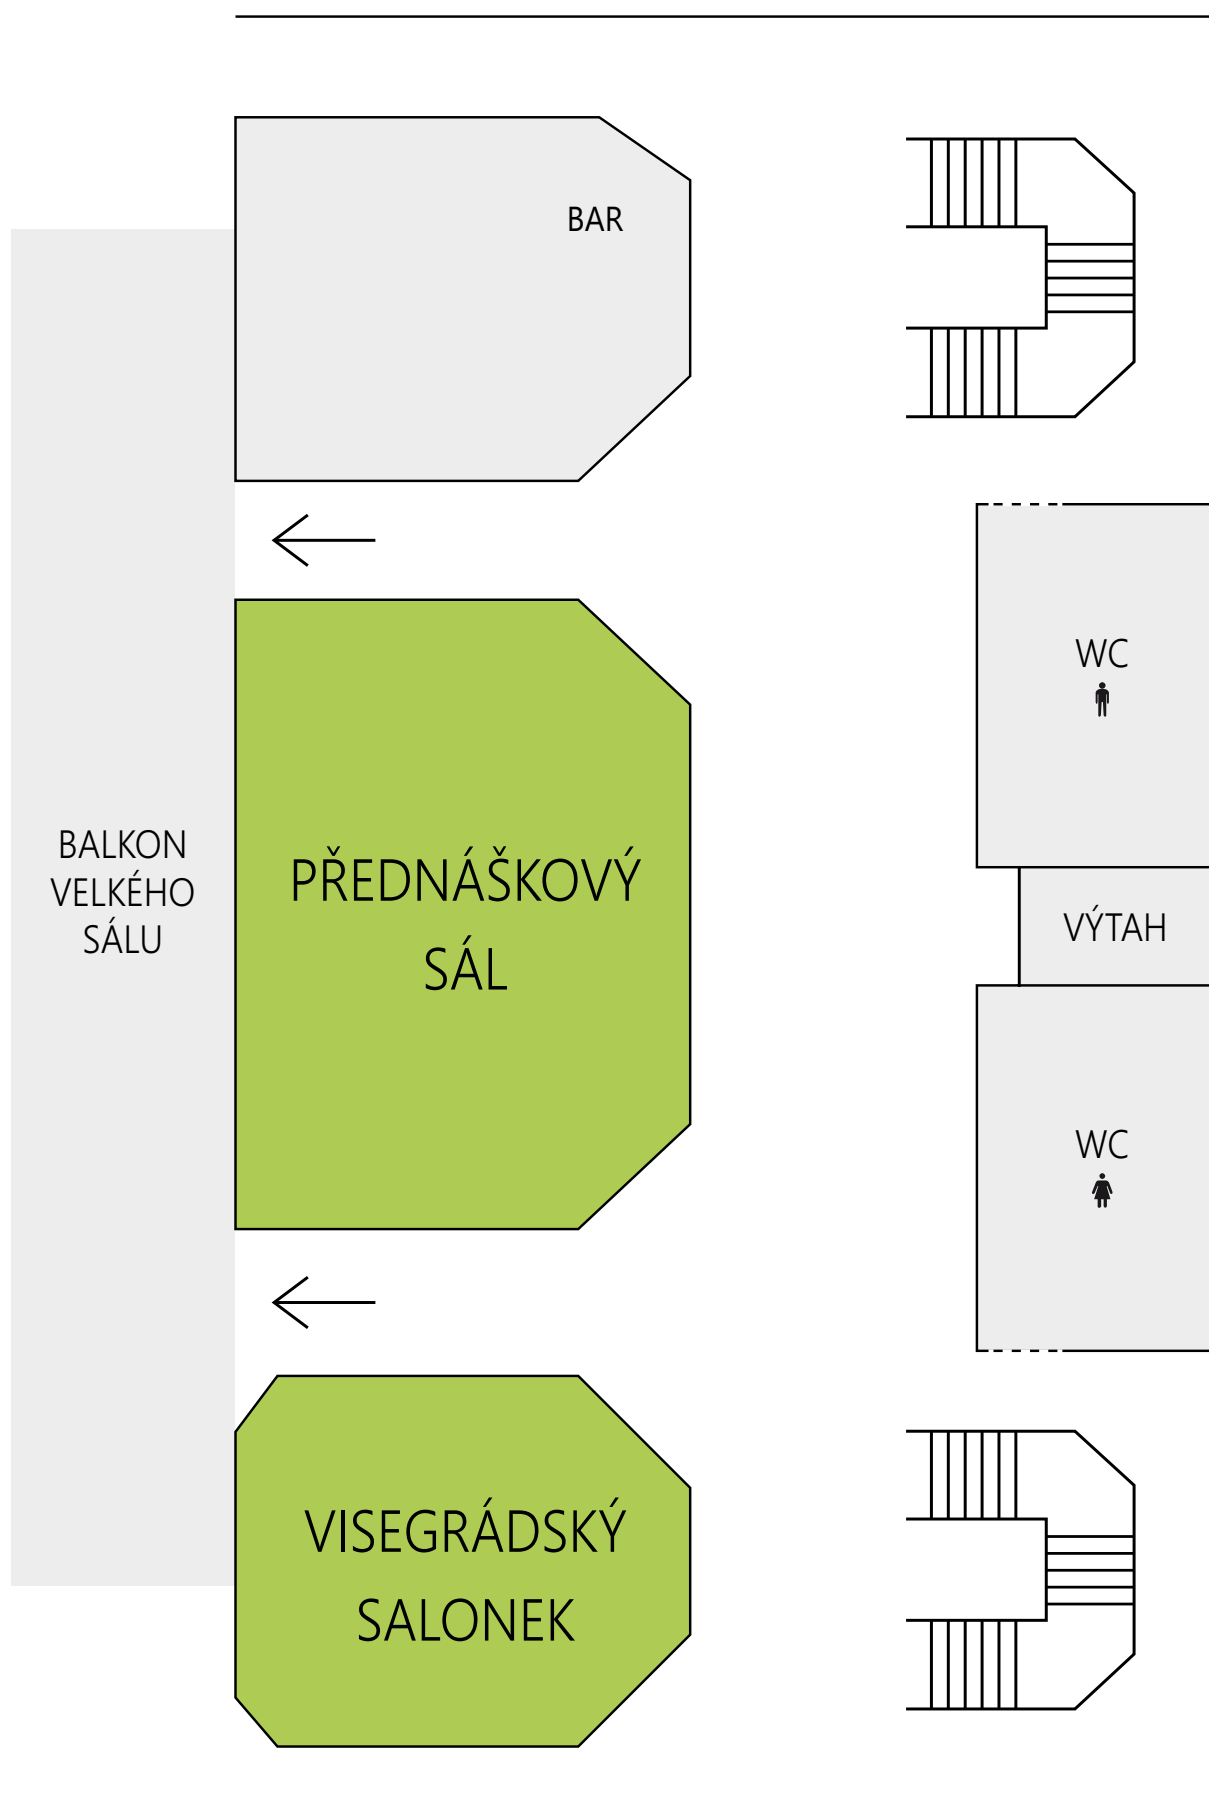 BAR
WC
BALKON
VELKÉHO
SÁLU
PŘEDNÁŠKOVÝ
SÁL
VÝTAH
WC
VISEGRÁDSKÝ
SALONEK